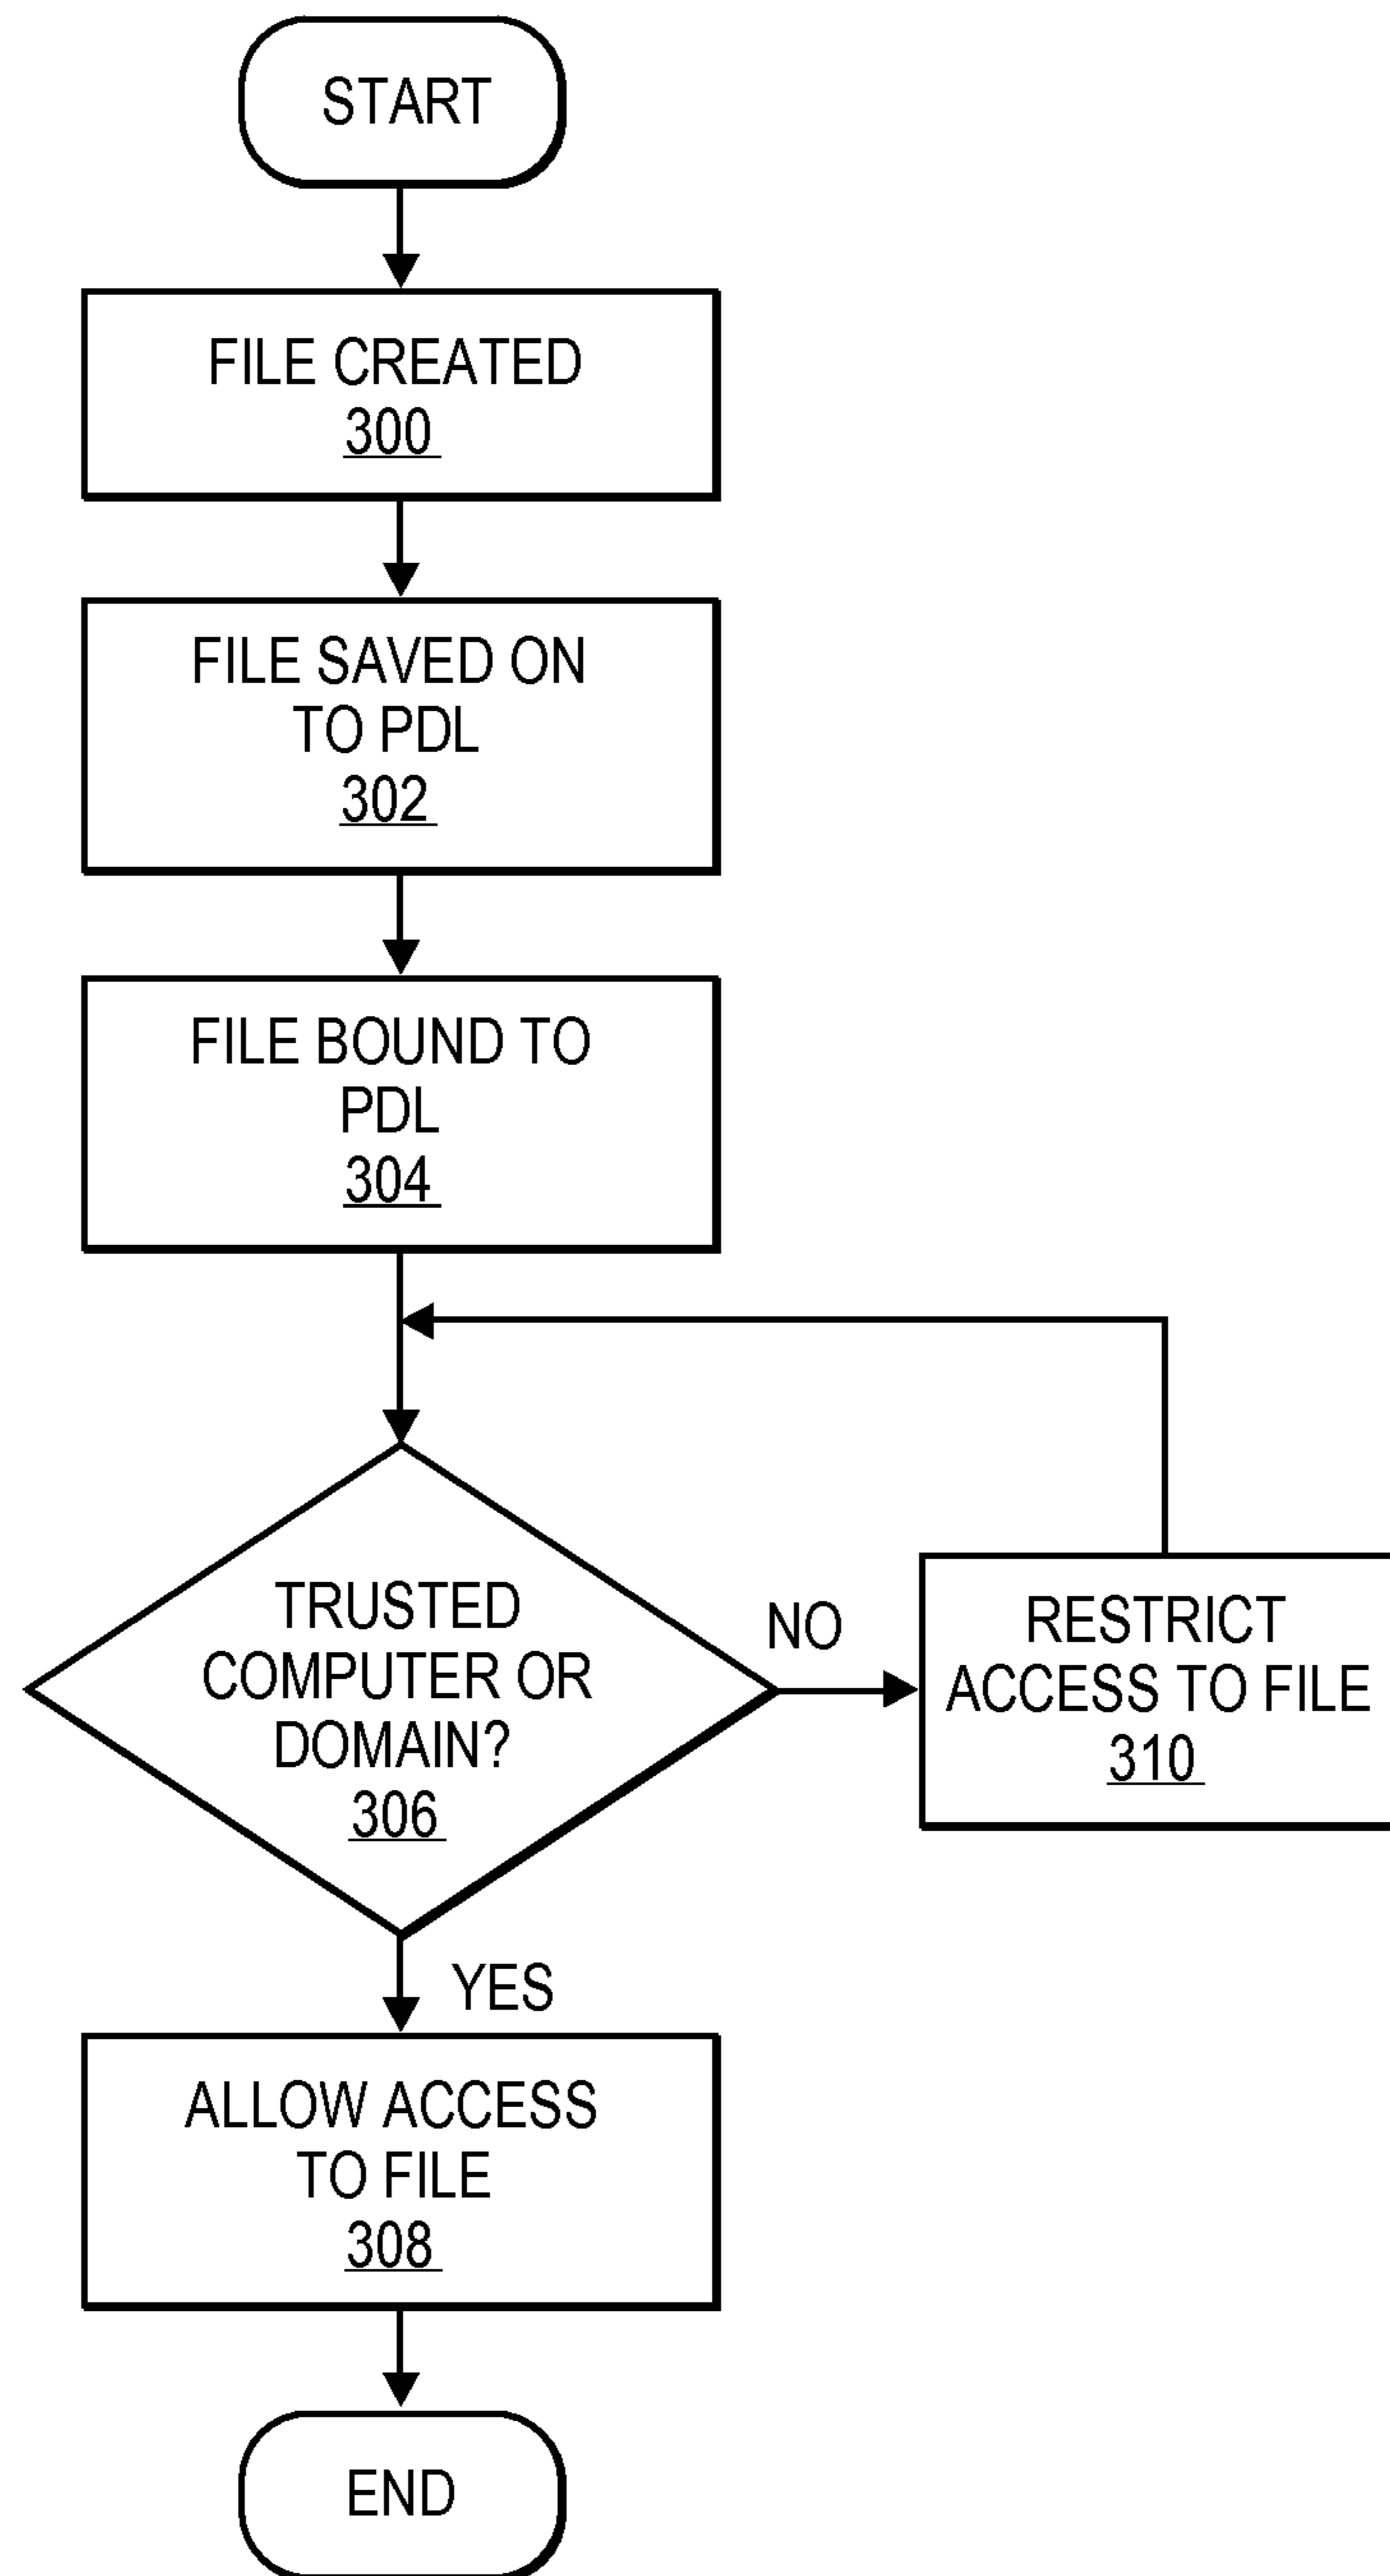 START
FILE CREATED
300
FILE SAVED ON
TO PDL
302
FILE BOUND TO
PDL
304
TRUSTED
COMPUTER OR
DOMAIN?
306
NO
RESTRICT
ACCESS TO FILE
310
YES
ALLOW ACCESS
TO FILE
308
END